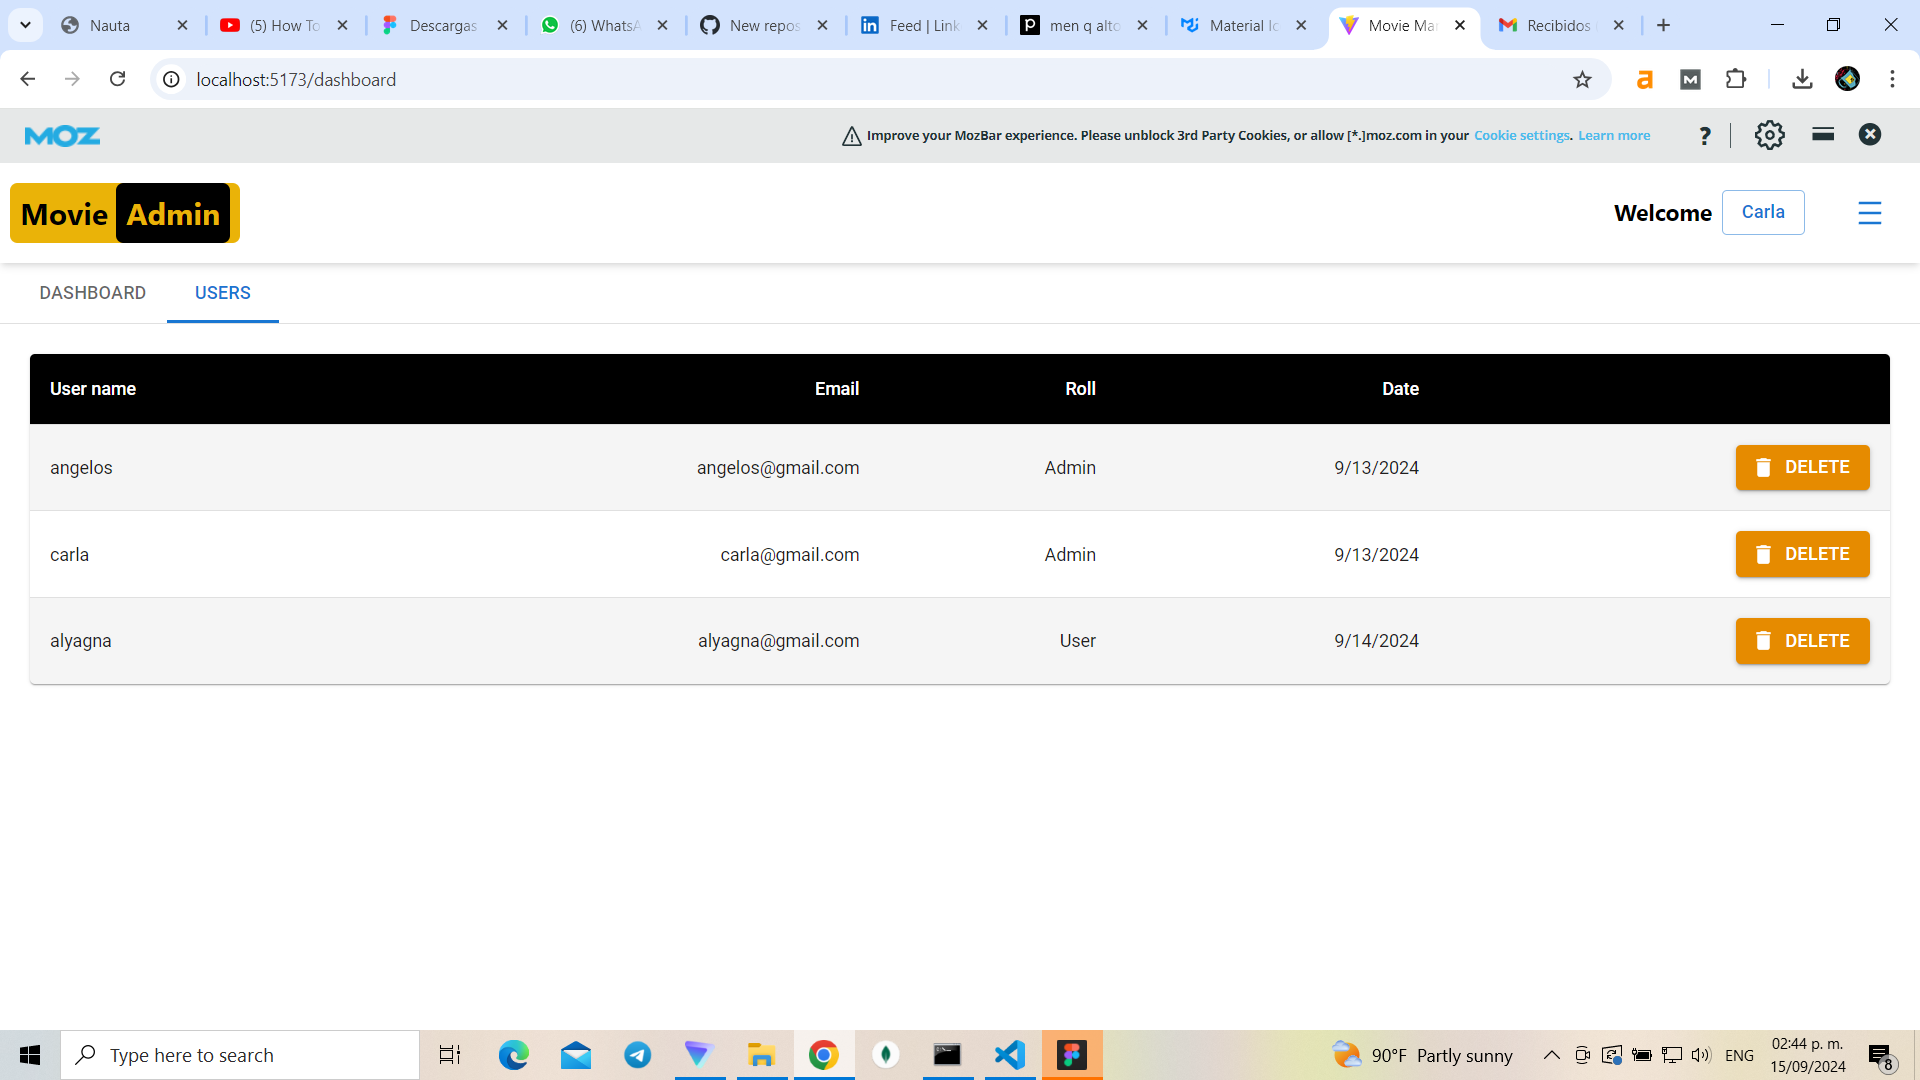 Nauta
(5) How To
Descargas
(6) WhatsA
New repos
Feed | Link
men q alto
Material Ic
Movie Mar
Recibidos
localhost:5173/dashboard
MOZ
Improve your MozBar experience. Please unblock 3rd Party Cookies, or allow [*.]moz.com in your Cookie settings. Learn more
?
Movie Admin
Welcome Carla
DASHBOARD USERS
User name Email Roll Date
angelos angelos@gmail.com Admin 9/13/2024 DELETE
carla carla@gmail.com Admin 9/13/2024 DELETE
alyagna alyagna@gmail.com User 9/14/2024 DELETE
Type here to search
90°F Partly sunny
ENG
02:44 p. m.
15/09/2024
8